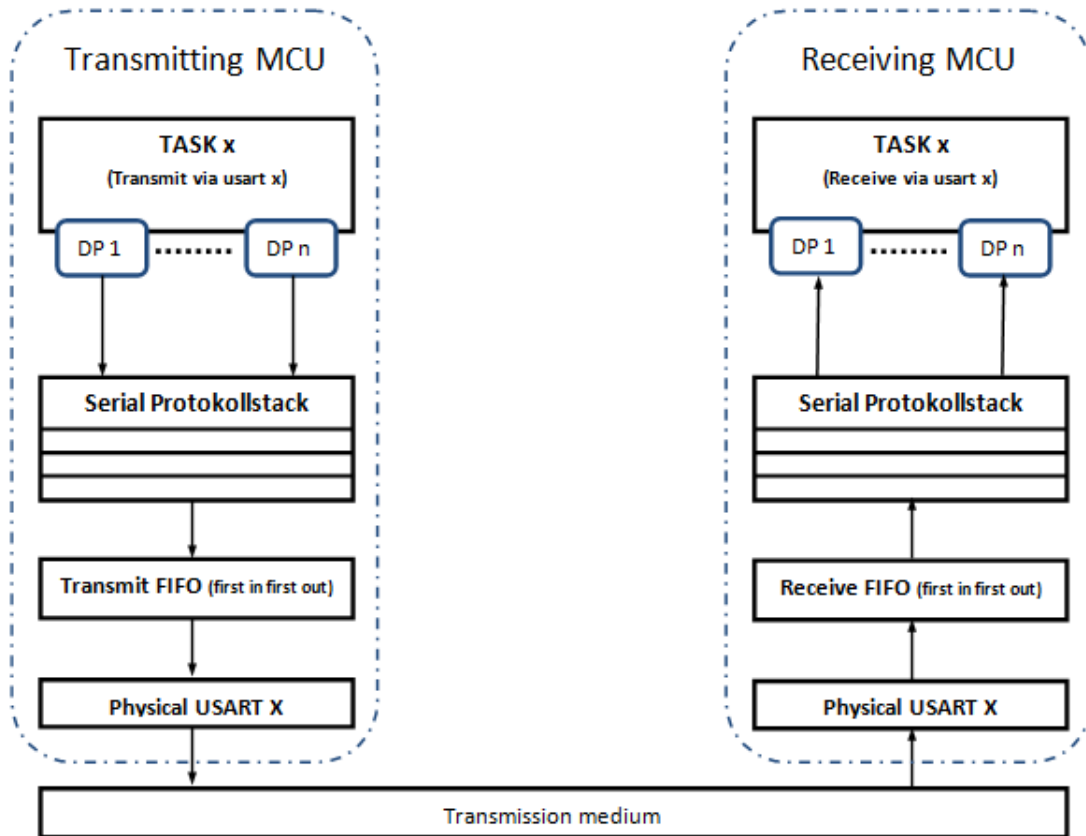 Transmitting MCU
TASK x
(Transmit via usart x)
DP 1 ........ DP n
Serial Protokollstack
Transmit FIFO (first in first out)
Physical USART X
Receiving MCU
TASK x
(Receive via usart x)
DP 1 ........ DP n
Serial Protokollstack
Receive FIFO (first in first out)
Physical USART X
Transmission medium